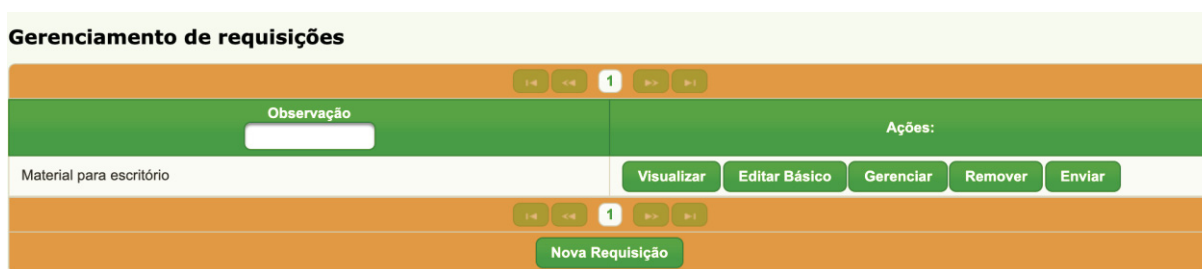 Gerenciamento de requisições
1
Observação
Ações:
Material para escritório Visualizar Editar Básico Gerenciar Remover Enviar
1
Nova Requisição